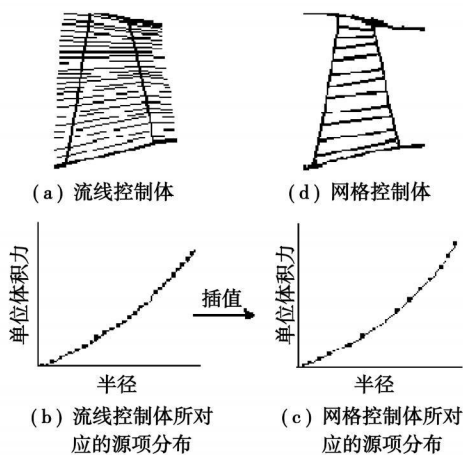 (a) 流线控制体
(d) 网格控制体
单位体积力
半径
插值
单位体积力
半径
(b) 流线控制体所对
应的源项分布
(c) 网格控制体所对
应的源项分布